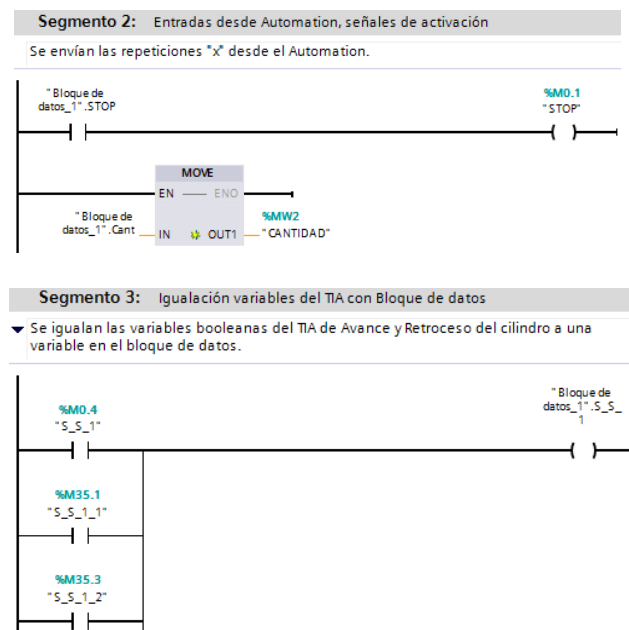 Segmento 2: Entradas desde Automation, señales de activación
Se envían las repeticiones "x" desde el Automation.
"Bloque de
datos_1".STOP
%M0.1
"STOP"
MOVE
EN
ENO
"Bloque de
datos_1".Cant
IN
OUT1
%MW2
"CANTIDAD"
Segmento 3: Igualación variables del TIA con Bloque de datos
Se igualan las variables booleanas del TIA de Avance y Retroceso del cilindro a una
variable en el bloque de datos.
%M0.4
"S_S_1"
"Bloque de
datos_1".S_S_
1
%M35.1
"S_S_1_1"
%M35.3
"S_S_1_2"